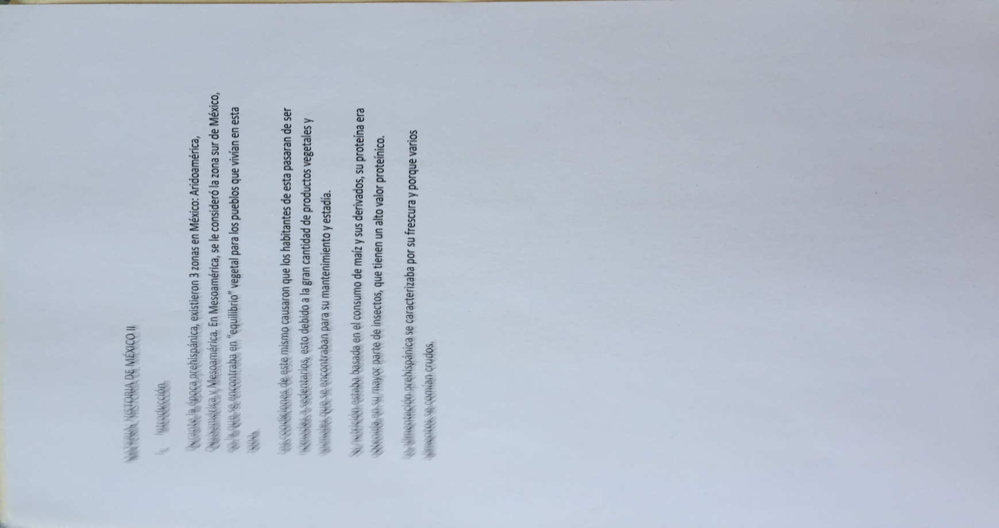 MATERIA: HISTORIA DE MÉXICO II
Introducción
Durante la época prehispánica, existieron 3 zonas en México: Aridoamérica,
Oasisamérica y Mesoamérica. En Mesoamérica, se le consideró la zona sur de México,
en la que se encontraba en “equilibrio” vegetal para los pueblos que vivían en esta
zona.
Las condiciones de este mismo causaron que los habitantes de esta pasaran de ser
nómadas a sedentarios, esto debido a la gran cantidad de productos vegetales y
animales que se encontraban para su mantenimiento y estadía.
Su nutrición estaba basada en el consumo de maíz y sus derivados, su proteína era
obtenida en su mayor parte de insectos, que tienen un alto valor proteínico.
La alimentación prehispánica se caracterizaba por su frescura y porque varios
alimentos se comían crudos.